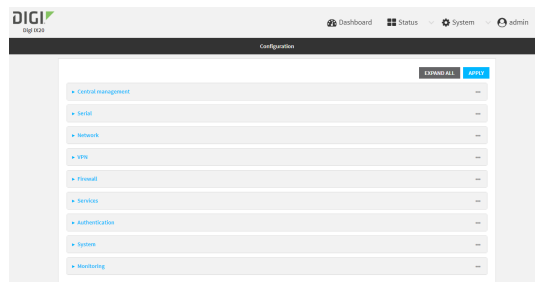 DIGI
Digi IX20
Dashboard Status System admin
Configuration
EXPAND ALL APPLY
Central management
Serial
Network
VPN
Firewall
Services
Authentication
System
Monitoring